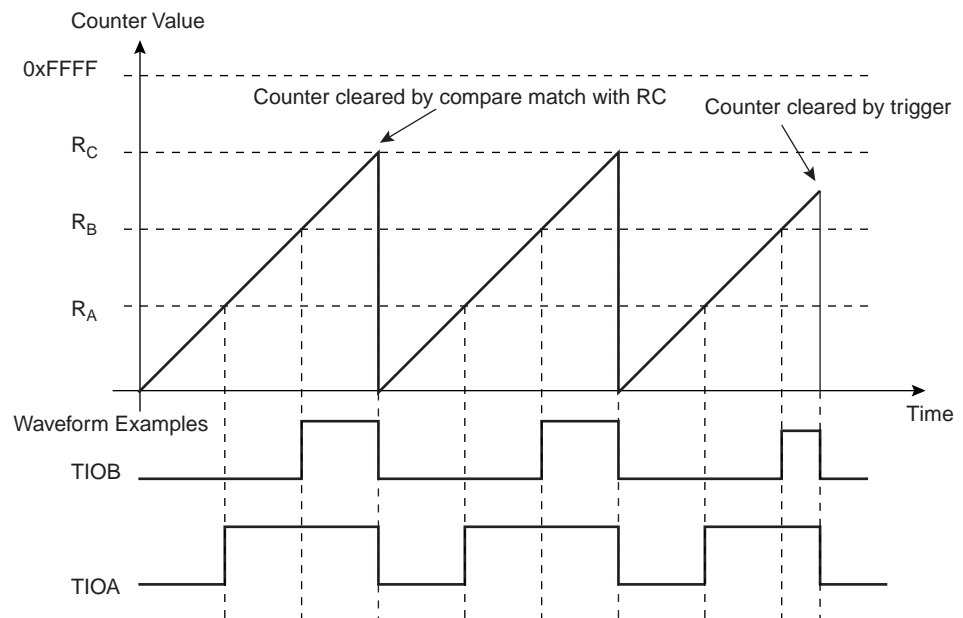 Counter Value
0xFFFF
Counter cleared by compare match with RC
Counter cleared by trigger
RC
RB
RA
Time
Waveform Examples
TIOB
TIOA